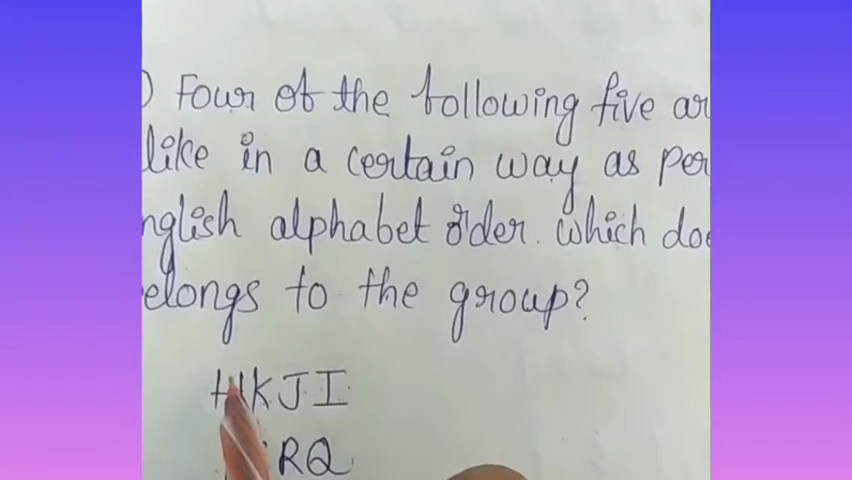 ) Four of the following five ar
like in a certain way as per
nglish alphabet order. which doe
elongs to the group?
HKJI
RQ